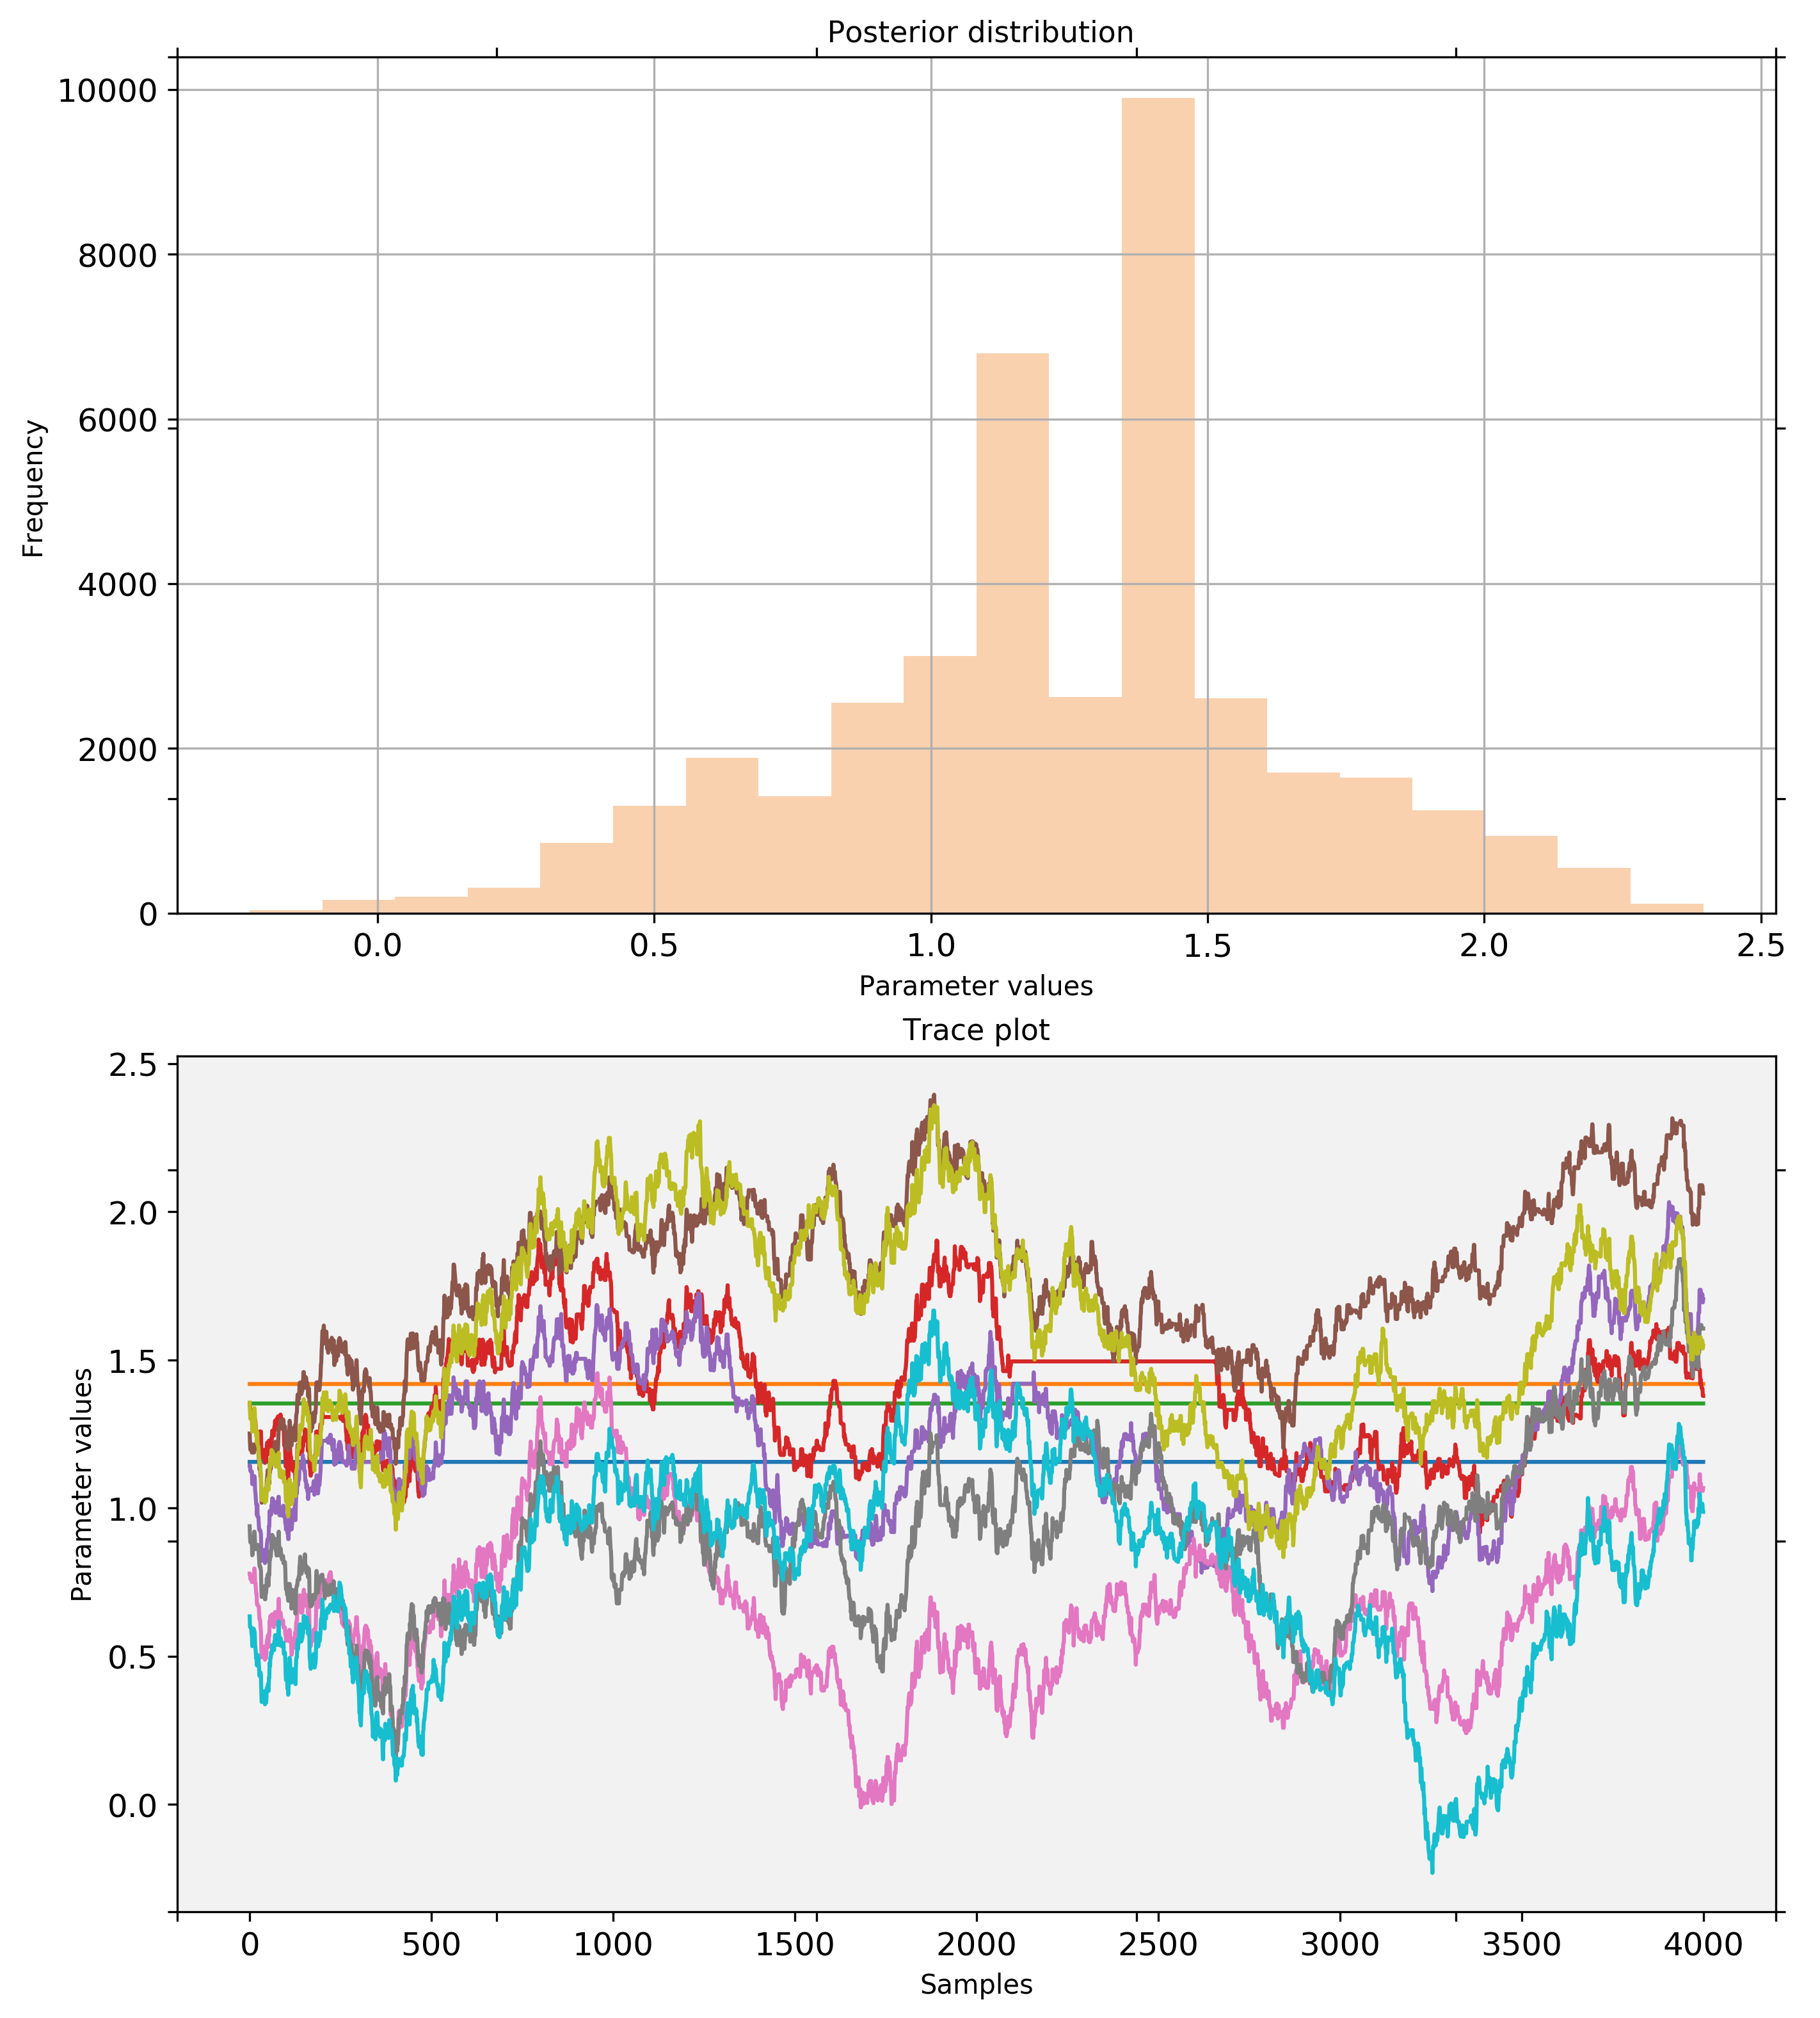 Posterior distribution
10000
8000
6000
4000
2000
0
Frequency
0.0 0.5 1.0 1.5 2.0 2.5
Parameter values
Trace plot
2.5
2.0
1.5
1.0
0.5
0.0
Parameter values
0 500 1000 1500 2000 2500 3000 3500 4000
Samples